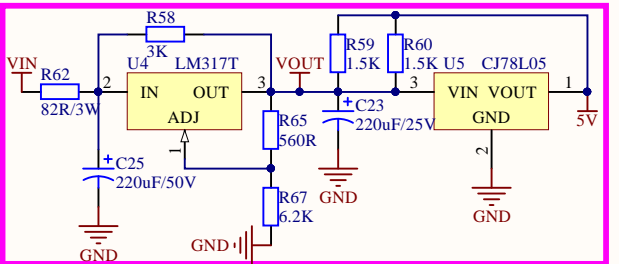 R58
3K
VIN
R62
82R/3W
2
U4
LM317T
IN
OUT
ADJ
3
1
VOUT
R59
1.5K
R60
1.5K
U5
CJ78L05
3
VIN
VOUT
GND
1
2
5V
R65
560R
C23
220uF/25V
C25
220uF/50V
R67
6.2K
GND
GND
GND
GND